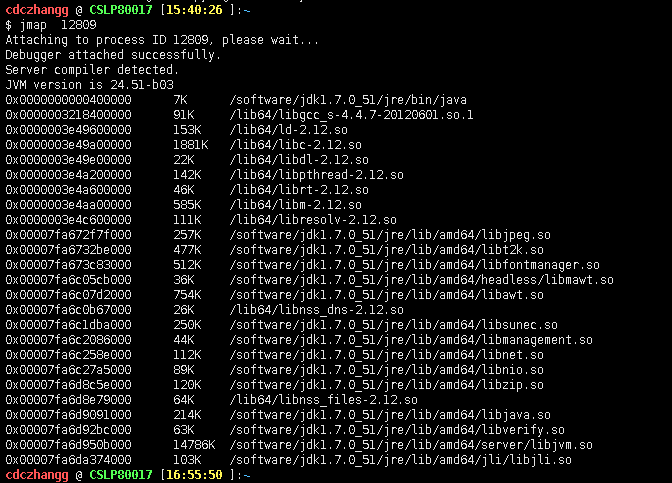 cdczhangg @ CSLP80017 [15:40:26 ]:~
$ jmap  12809
Attaching to process ID 12809, please wait...
Debugger attached successfully.
Server compiler detected.
JVM version is 24.51-b03
0x0000000000400000 7K /software/jdk1.7.0_51/jre/bin/java
0x0000003218400000 91K /lib64/libgcc_s-4.4.7-20120601.so.1
0x0000003e49600000 153K /lib64/ld-2.12.so
0x0000003e49a00000 1881K /lib64/libc-2.12.so
0x0000003e49e00000 22K /lib64/libdl-2.12.so
0x0000003e4a200000 142K /lib64/libpthread-2.12.so
0x0000003e4a600000 46K /lib64/librt-2.12.so
0x0000003e4aa00000 585K /lib64/libm-2.12.so
0x0000003e4c600000 111K /lib64/libresolv-2.12.so
0x00007fa672f7f000 257K /software/jdk1.7.0_51/jre/lib/amd64/libjpeg.so
0x00007fa6732be000 477K /software/jdk1.7.0_51/jre/lib/amd64/libt2k.so
0x00007fa673c83000 512K /software/jdk1.7.0_51/jre/lib/amd64/libfontmanager.so
0x00007fa6c05cb000 36K /software/jdk1.7.0_51/jre/lib/amd64/headless/libmawt.so
0x00007fa6c07d2000 754K /software/jdk1.7.0_51/jre/lib/amd64/libawt.so
0x00007fa6c0b67000 26K /lib64/libnss_dns-2.12.so
0x00007fa6c1dba000 250K /software/jdk1.7.0_51/jre/lib/amd64/libsunec.so
0x00007fa6c2086000 44K /software/jdk1.7.0_51/jre/lib/amd64/libmanagement.so
0x00007fa6c258e000 112K /software/jdk1.7.0_51/jre/lib/amd64/libnet.so
0x00007fa6c27a5000 89K /software/jdk1.7.0_51/jre/lib/amd64/libnio.so
0x00007fa6d8c5e000 120K /software/jdk1.7.0_51/jre/lib/amd64/libzip.so
0x00007fa6d8e79000 64K /lib64/libnss_files-2.12.so
0x00007fa6d9091000 214K /software/jdk1.7.0_51/jre/lib/amd64/libjava.so
0x00007fa6d92bc000 63K /software/jdk1.7.0_51/jre/lib/amd64/libverify.so
0x00007fa6d950b000 14786K /software/jdk1.7.0_51/jre/lib/amd64/server/libjvm.so
0x00007fa6da374000 103K /software/jdk1.7.0_51/jre/lib/amd64/jli/libjli.so
cdczhangg @ CSLP80017 [16:55:50 ]:~